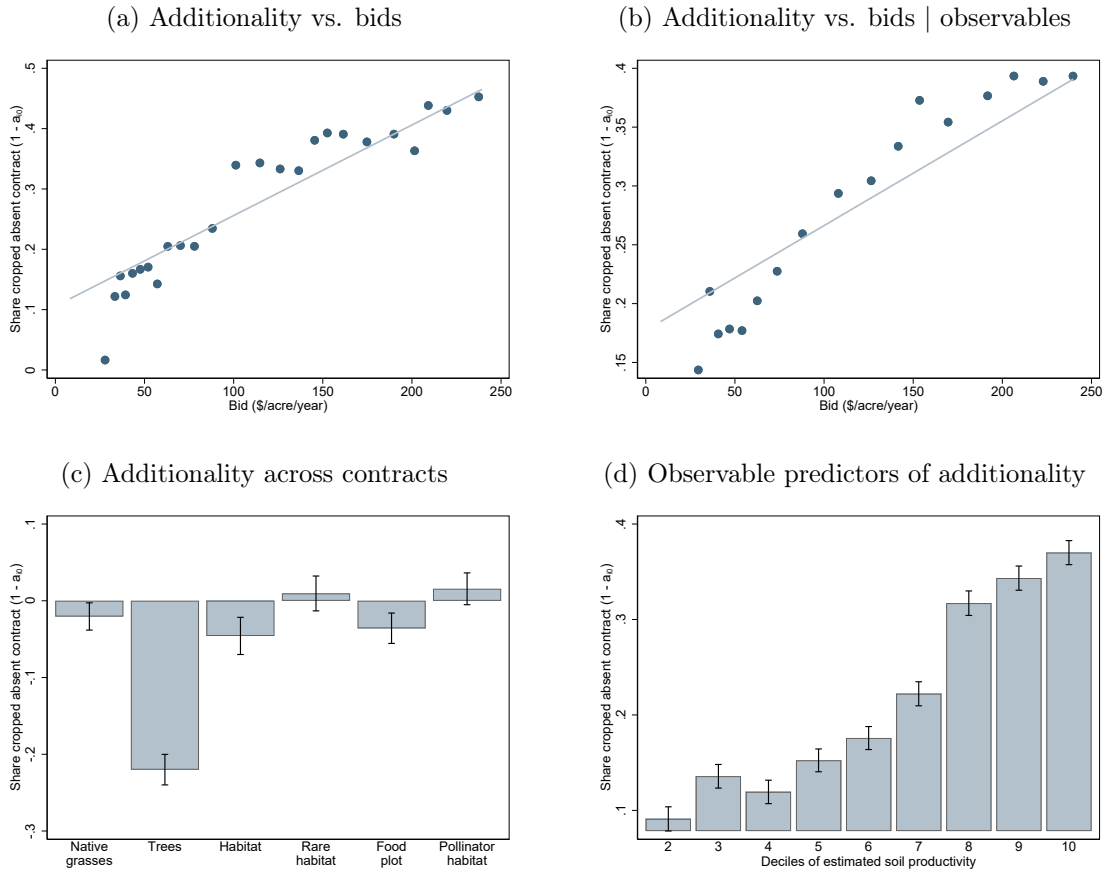 (a) Additionality vs. bids
Share cropped absent contract (1 - aᵢ₀)
.5
.4
.3
.2
.1
0
0 50 100 150 200 250
Bid ($/acre/year)
(b) Additionality vs. bids | observables
Share cropped absent contract (1 - aᵢ₀)
.4
.35
.3
.25
.2
.15
0 50 100 150 200 250
Bid ($/acre/year)
(c) Additionality across contracts
Share cropped absent contract (1 - aᵢ₀)
.1
0
-.1
-.2
-.3
Native grasses
Trees
Habitat
Rare habitat
Food plot
Pollinator habitat
(d) Observable predictors of additionality
Share cropped absent contract (1 - aᵢ₀)
.4
.3
.2
.1
2 3 4 5 6 7 8 9 10
Deciles of estimated soil productivity